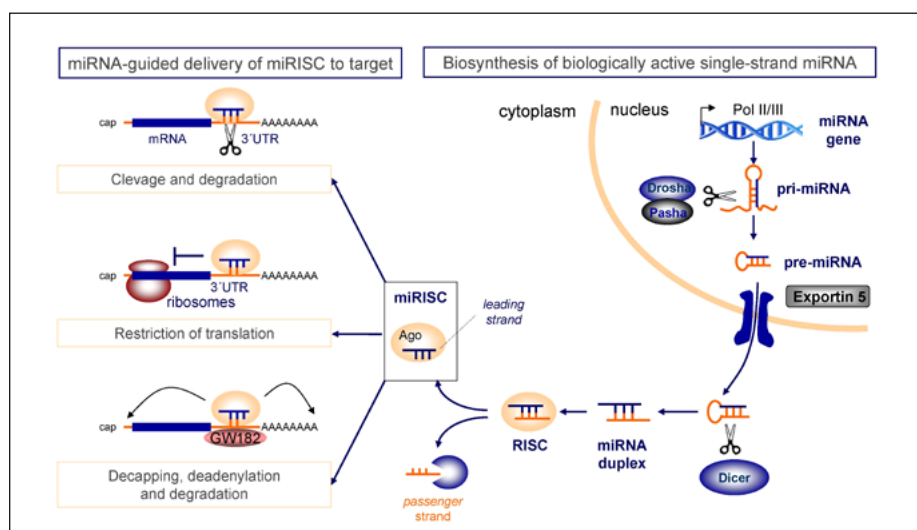 miRNA-guided delivery of miRISC to target
Biosynthesis of biologically active single-strand miRNA
cap
mRNA
3´UTR
AAAAAAAA
Clevage and degradation
cap
ribosomes
3´UTR
AAAAAAAA
Restriction of translation
cap
GW182
AAAAAAAA
Decapping, deadenylation
and degradation
miRISC
Ago
leading
strand
cytoplasm
nucleus
Pol II/III
miRNA
gene
Drosha
Pasha
pri-miRNA
pre-miRNA
Exportin 5
Dicer
miRNA
duplex
RISC
passenger
strand